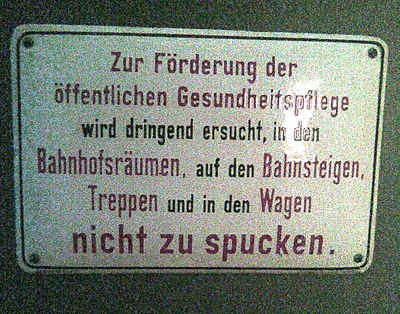 Zur Förderung der
öffentlichen Gesundheitspflege
wird dringend ersucht, in den
Bahnhofsräumen, auf den Bahnsteigen,
Treppen und in den Wagen
nicht zu spucken.